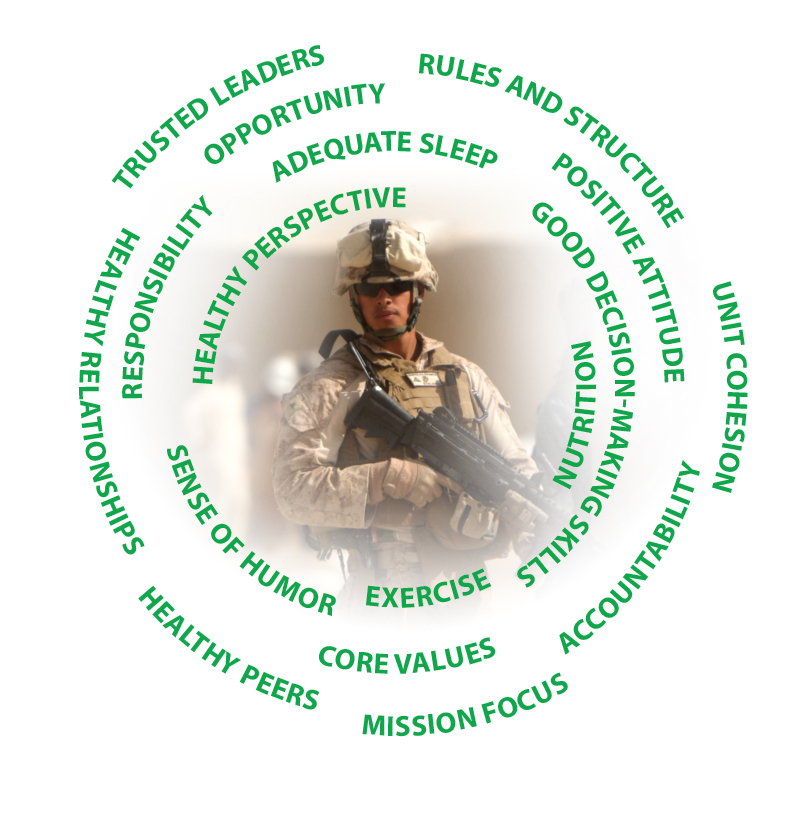 TRUSTED LEADERS
RULES AND STRUCTURE
OPPORTUNITY
ADEQUATE SLEEP
POSITIVE ATTITUDE
HEALTHY PERSPECTIVE
GOOD DECISION-MAKING SKILLS
RESPONSIBILITY
HEALTHY RELATIONSHIPS
UNIT COHESION
NUTRITION
SENSE OF HUMOR
ACCOUNTABILITY
EXERCISE
HEALTHY PEERS
CORE VALUES
MISSION FOCUS